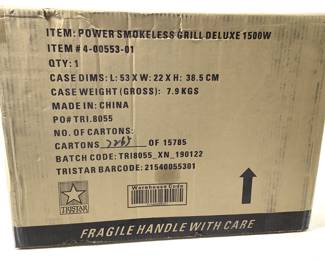 ITEM: POWER SMOKELESS GRILL DELUXE 1500W
ITEM # 4-00553-01
QTY: 1
CASE DIMS: L: 53 X W: 22 X H: 38.5 CM
CASE WEIGHT (GROSS): 7.9 KGS
MADE IN: CHINA
PO# TRI.8055
NO. OF CARTONS:
CARTONS OF 15785
BATCH CODE: TRI8055_XN_190122
TRISTAR BARCODE: 21540055301
Warehouse Code
TRISTAR
FRAGILE HANDLE WITH CARE